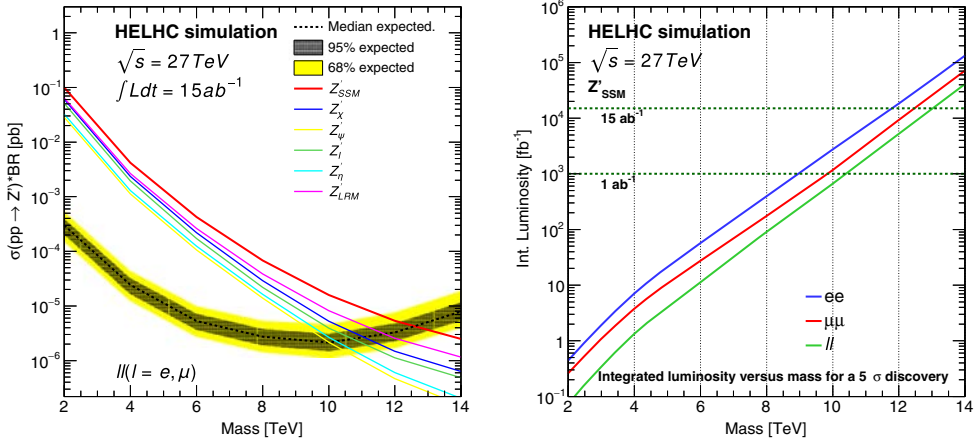 HELHC simulation
√s = 27 TeV
∫Ldt = 15 ab⁻¹
Median expected.
95% expected
68% expected
Z'SSM
Z'χ
Z'ψ
Z'I
Z'η
Z'LRM
σ(pp → Z')*BR [pb]
1
10⁻¹
10⁻²
10⁻³
10⁻⁴
10⁻⁵
10⁻⁶
ll(l = e, μ)
2 4 6 8 10 12 14
Mass [TeV]
HELHC simulation
√s = 27 TeV
Z'SSM
15 ab⁻¹
1 ab⁻¹
Int. Luminosity [fb⁻¹]
10⁶
10⁵
10⁴
10³
10²
10
1
10⁻¹
ee
μμ
ll
Integrated luminosity versus mass for a 5 σ discovery
2 4 6 8 10 12 14
Mass [TeV]